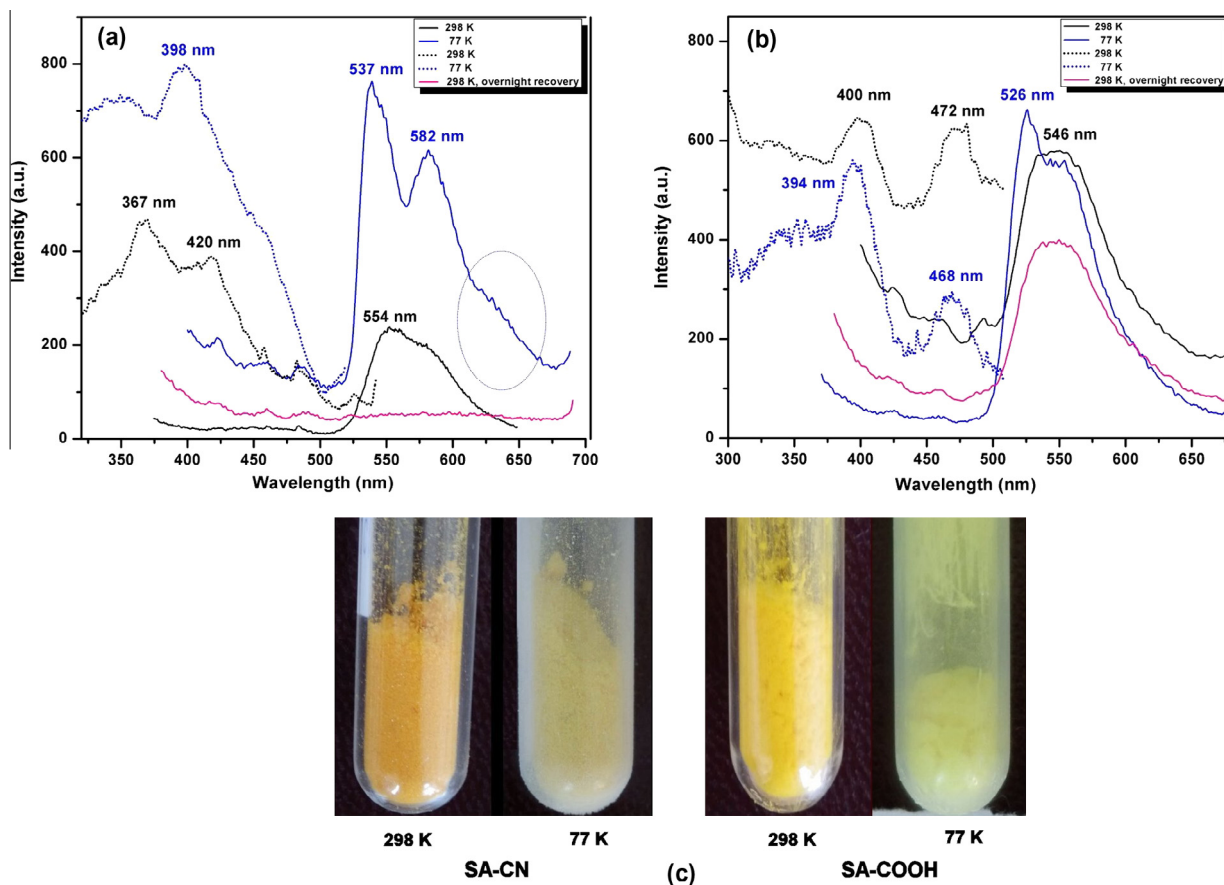 (a)
298 K
77 K
298 K
77 K
298 K, overnight recovery
398 nm
537 nm
582 nm
367 nm
420 nm
554 nm
Intensity (a.u.)
800
600
400
200
0
350 400 450 500 550 600 650 700
Wavelength (nm)
(b)
298 K
77 K
298 K
77 K
298 K, overnight recovery
400 nm
472 nm
526 nm
546 nm
394 nm
468 nm
Intensity (a.u.)
800
600
400
200
0
300 350 400 450 500 550 600 650
Wavelength (nm)
298 K 77 K 298 K 77 K
SA-CN (c) SA-COOH